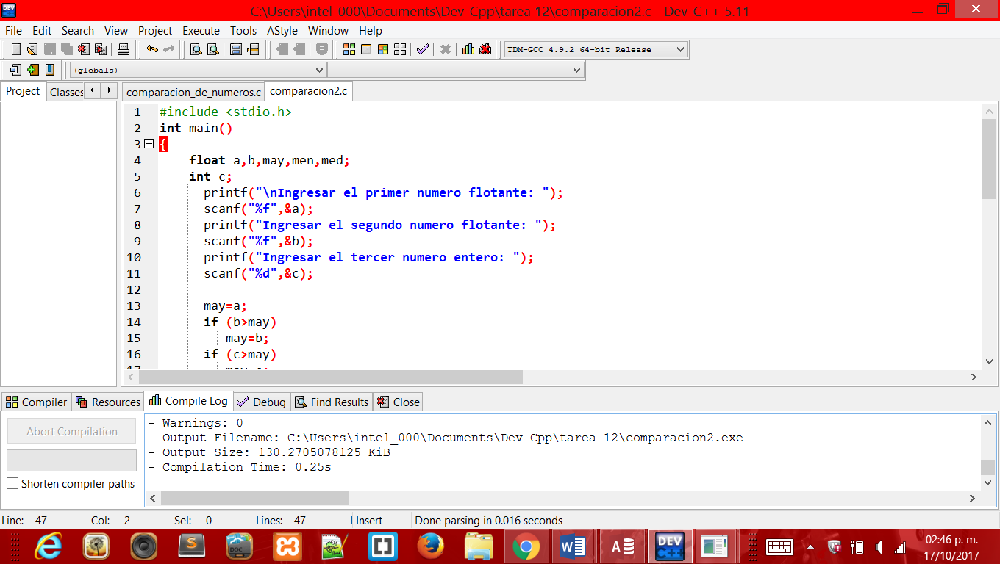 C:\Users\intel_000\Documents\Dev-Cpp\tarea 12\comparacion2.c - Dev-C++ 5.11
File Edit Search View Project Execute Tools AStyle Window Help
TDM-GCC 4.9.2 64-bit Release
(globals)
Project Classes comparacion_de_numeros.c comparacion2.c
1 #include <stdio.h>
2 int main()
3 {
4 float a,b,may,men,med;
5 int c;
6 printf("\nIngresar el primer numero flotante: ");
7 scanf("%f",&a);
8 printf("Ingresar el segundo numero flotante: ");
9 scanf("%f",&b);
10 printf("Ingresar el tercer numero entero: ");
11 scanf("%d",&c);
12
13 may=a;
14 if (b>may)
15 may=b;
16 if (c>may)
17 may=c;
Compiler Resources Compile Log Debug Find Results Close
Abort Compilation
Shorten compiler paths
- Warnings: 0
- Output Filename: C:\Users\intel_000\Documents\Dev-Cpp\tarea 12\comparacion2.exe
- Output Size: 130.2705078125 KiB
- Compilation Time: 0.25s
Line: 47 Col: 2 Sel: 0 Lines: 47 Insert Done parsing in 0.016 seconds
DEV C++
02:46 p. m.
17/10/2017